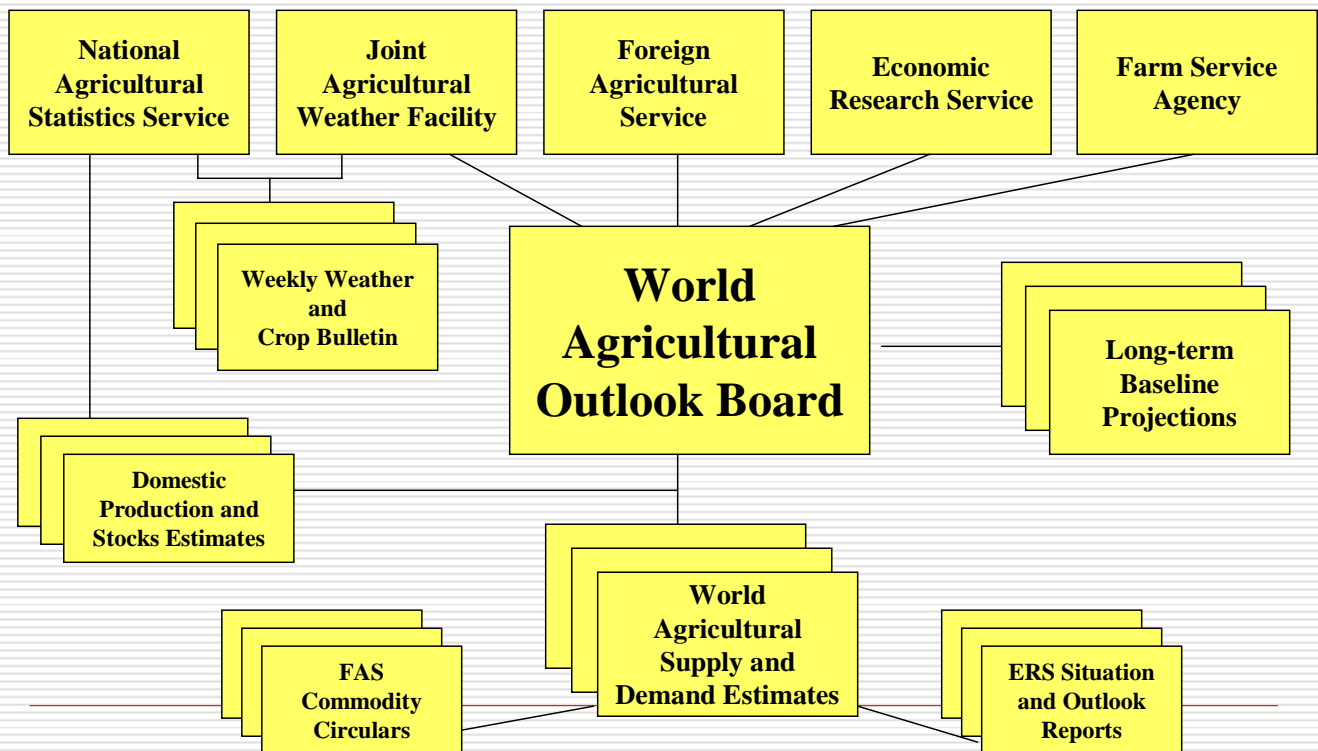 National
Agricultural
Statistics Service
Joint
Agricultural
Weather Facility
Foreign
Agricultural
Service
Economic
Research Service
Farm Service
Agency
Weekly Weather
and
Crop Bulletin
World
Agricultural
Outlook Board
Long-term
Baseline
Projections
Domestic
Production and
Stocks Estimates
World
Agricultural
Supply and
Demand Estimates
FAS
Commodity
Circulars
ERS Situation
and Outlook
Reports